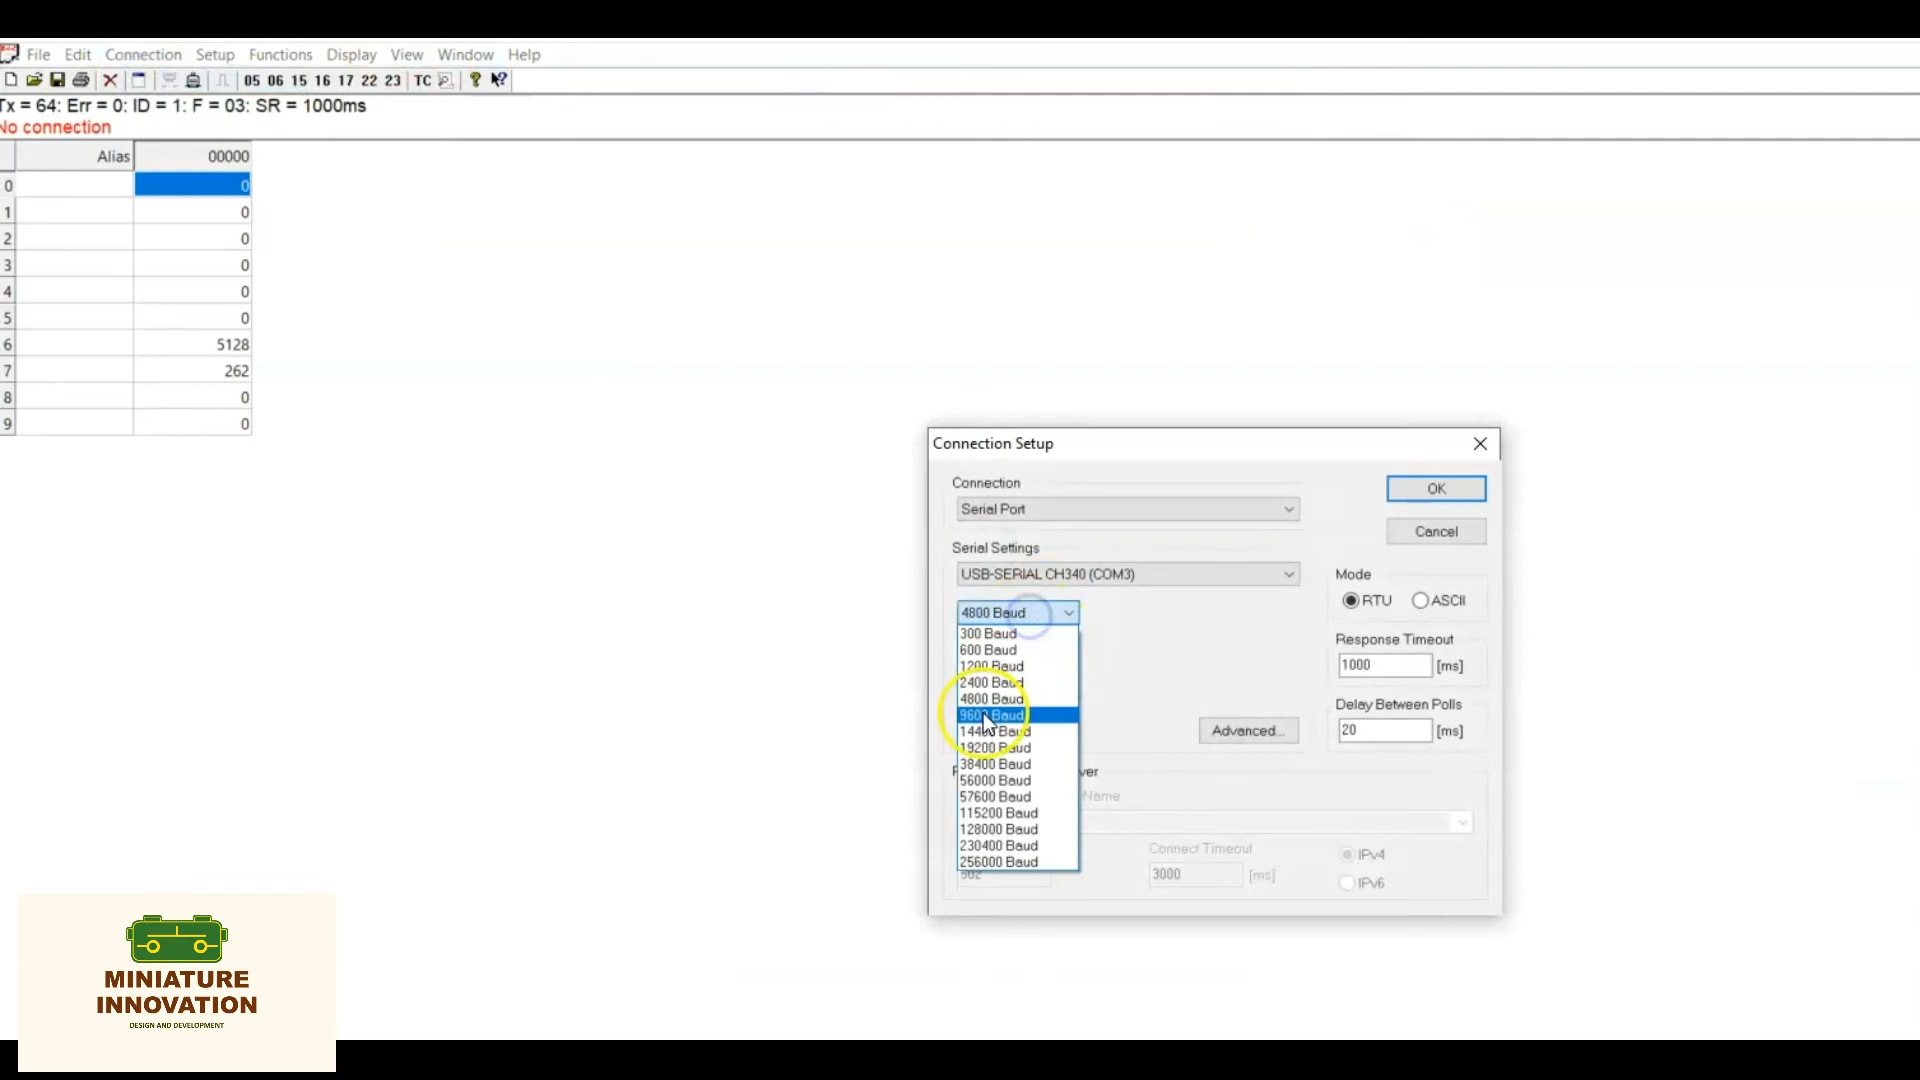 File Edit Connection Setup Functions Display View Window Help
05 06 15 16 17 22 23 TC
Tx = 64: Err = 0: ID = 1: F = 03: SR = 1000ms
No connection
Alias 00000
0 0
1 0
2 0
3 0
4 0
5 0
6 5128
7 262
8 0
9 0
Connection Setup
Connection
Serial Port
OK
Cancel
Serial Settings
USB-SERIAL CH340 (COM3)
Mode
RTU ASCII
4800 Baud
300 Baud
600 Baud
1200 Baud
2400 Baud
4800 Baud
9600 Baud
14400 Baud
19200 Baud
38400 Baud
56000 Baud
57600 Baud
115200 Baud
128000 Baud
230400 Baud
256000 Baud
Response Timeout
1000 [ms]
Delay Between Polls
Advanced...
20 [ms]
ver
Name
Connect Timeout
3000 [ms]
IPv4
IPv6
502
MINIATURE
INNOVATION
DESIGN AND DEVELOPMENT